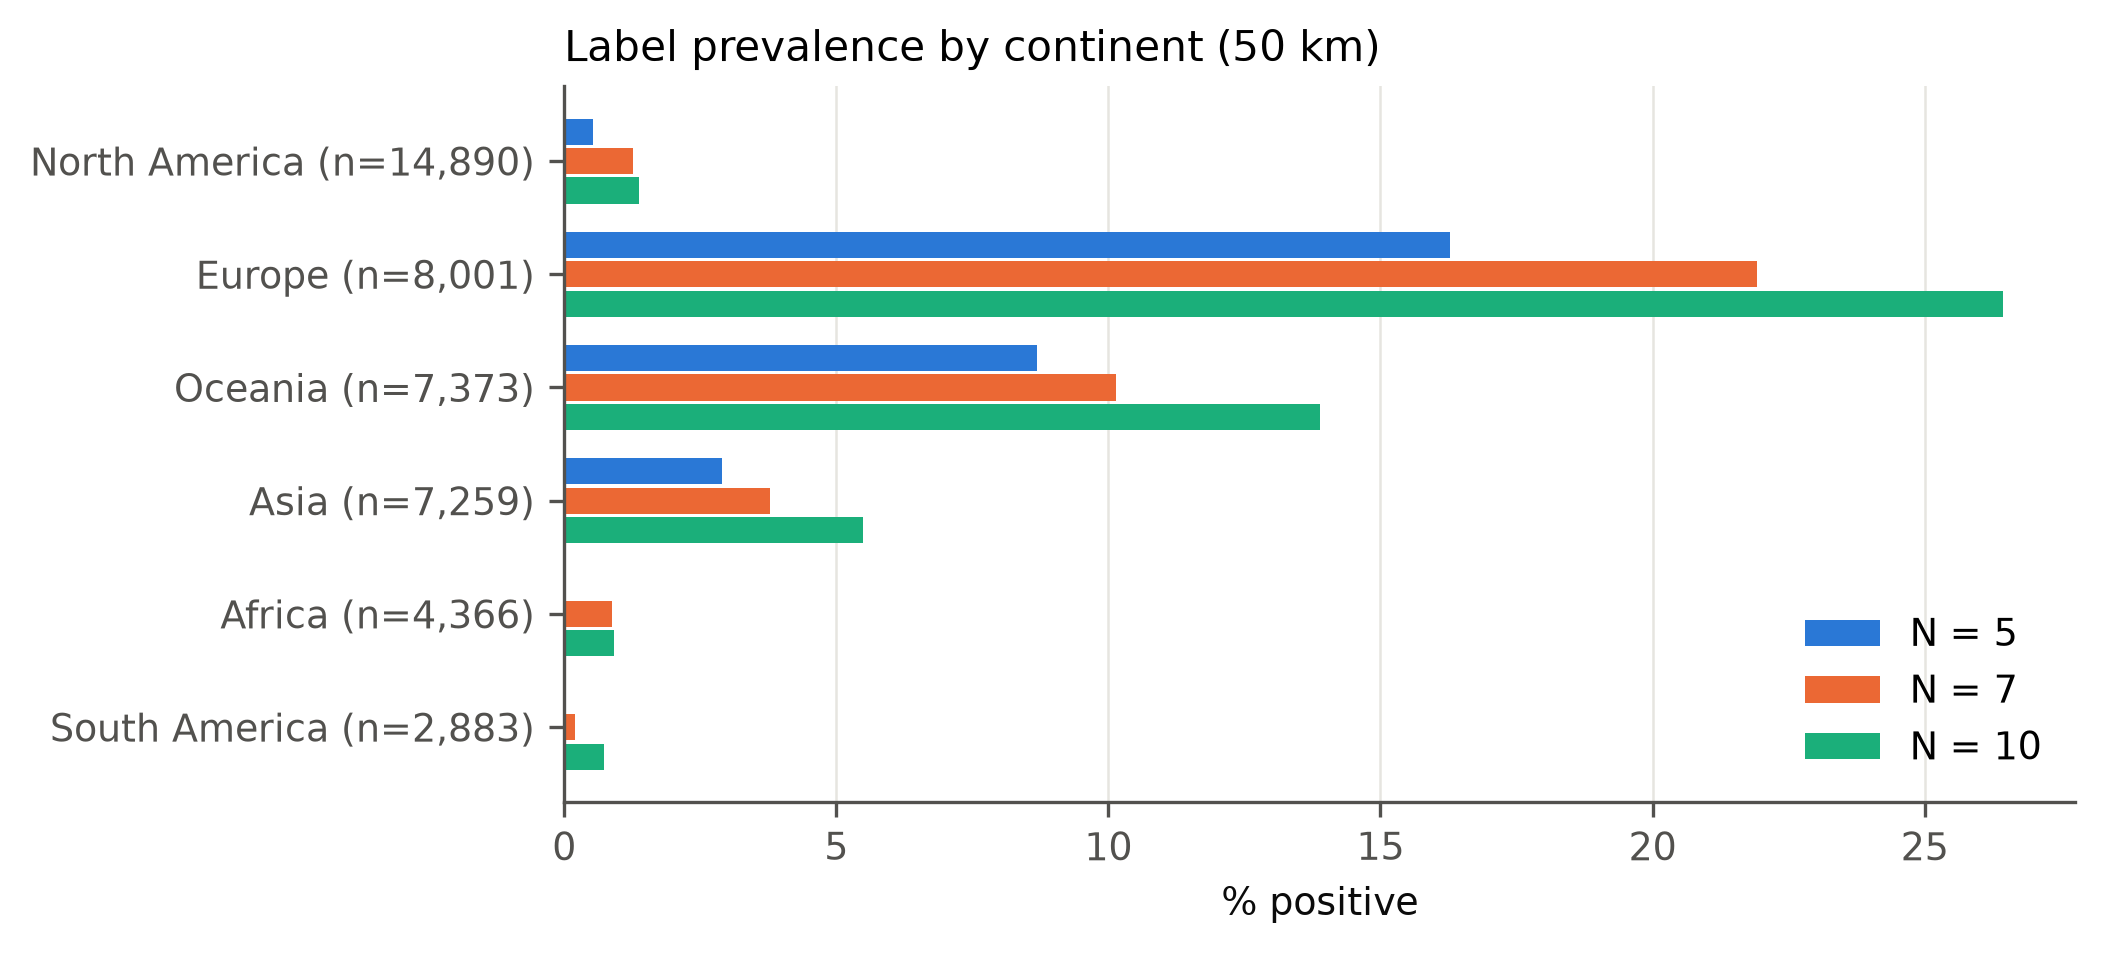 Label prevalence by continent (50 km)
North America (n=14,890)
Europe (n=8,001)
Oceania (n=7,373)
Asia (n=7,259)
Africa (n=4,366)
South America (n=2,883)
N = 5
N = 7
N = 10
0 5 10 15 20 25
% positive